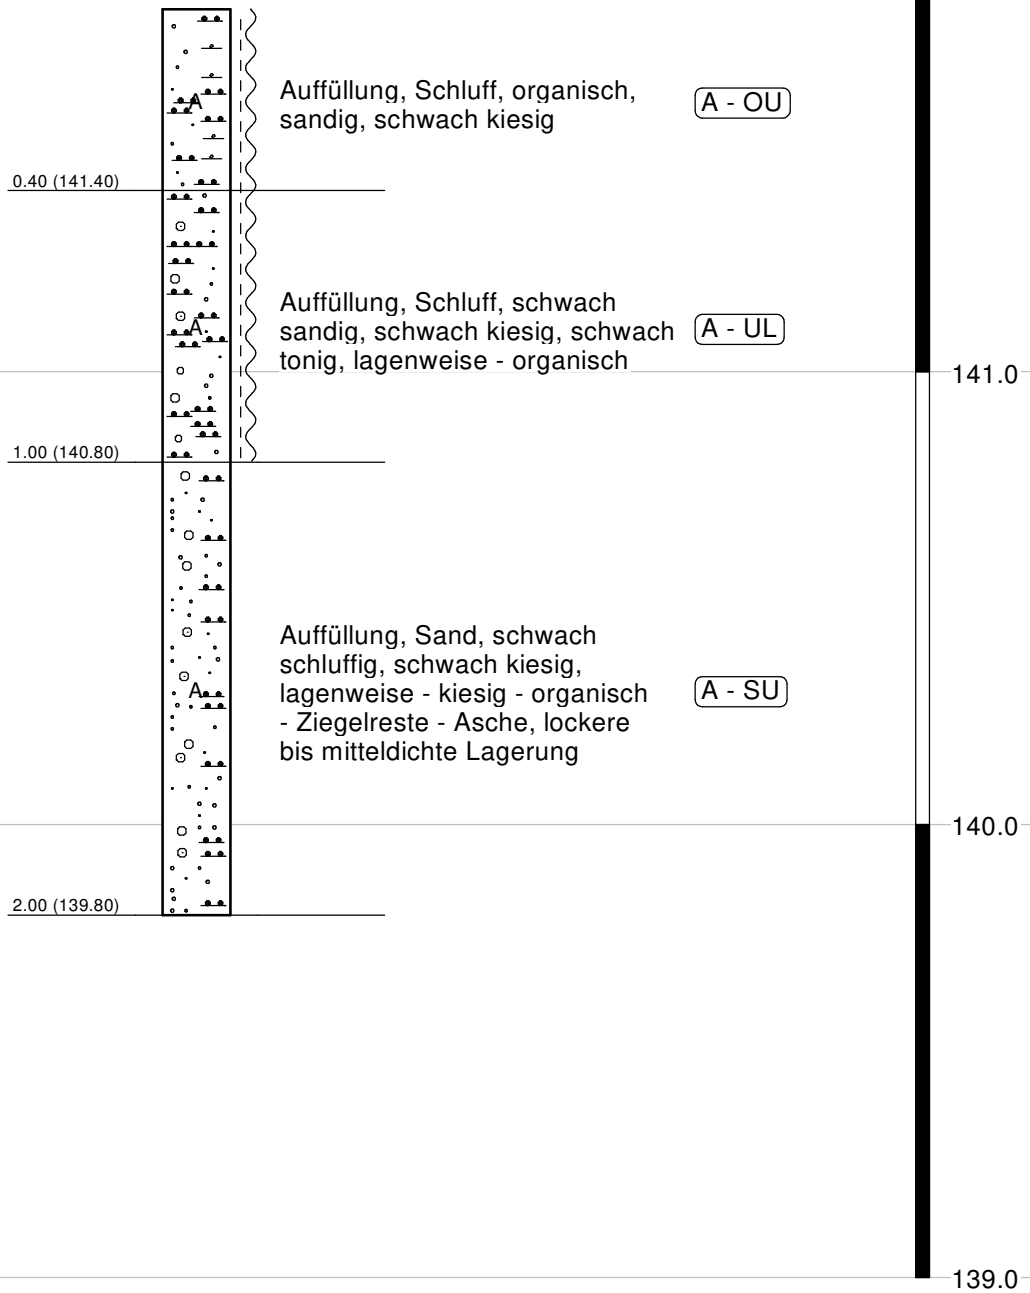 Auffüllung, Schluff, organisch,
sandig, schwach kiesig
A - OU
A
0.40 (141.40)
Auffüllung, Schluff, schwach
sandig, schwach kiesig, schwach
tonig, lagenweise - organisch
A - UL
A
141.0
1.00 (140.80)
Auffüllung, Sand, schwach
schluffig, schwach kiesig,
lagenweise - kiesig - organisch
- Ziegelreste - Asche, lockere
bis mitteldichte Lagerung
A - SU
A
140.0
2.00 (139.80)
139.0